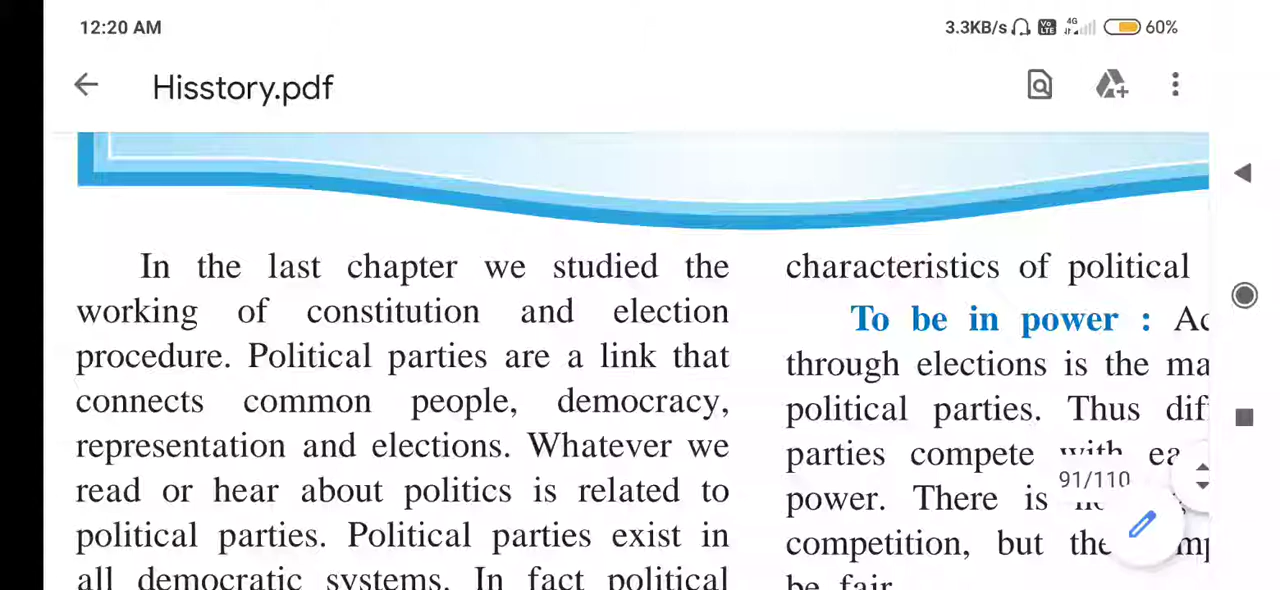 12:20 AM
3.3KB/s
4G
60%
Hisstory.pdf
In the last chapter we studied the
working of constitution and election
procedure. Political parties are a link that
connects common people, democracy,
representation and elections. Whatever we
read or hear about politics is related to
political parties. Political parties exist in
all democratic systems. In fact political
characteristics of political
To be in power :
through elections is the
political parties. Thus
parties compete with
power. There is
competition, but
be fair
91/110